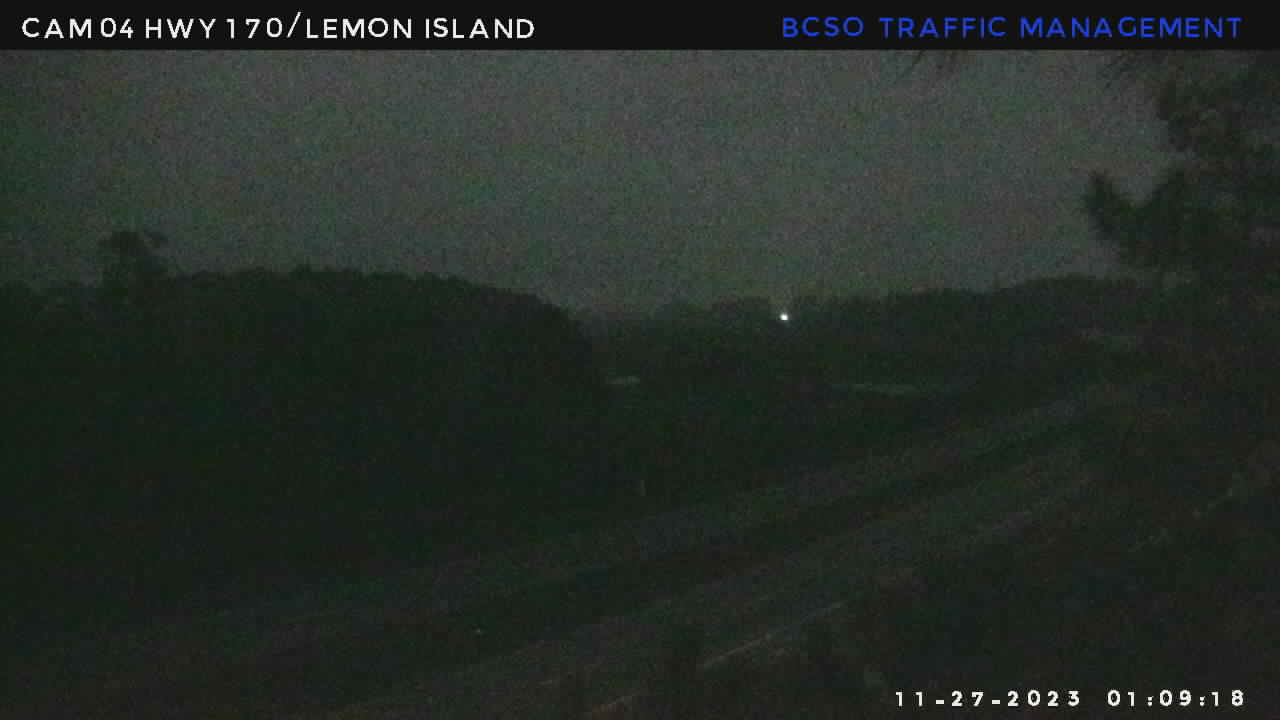 CAM 04 HWY 170/LEMON ISLAND
BCSO TRAFFIC MANAGEMENT
11-27-2023 01:09:18